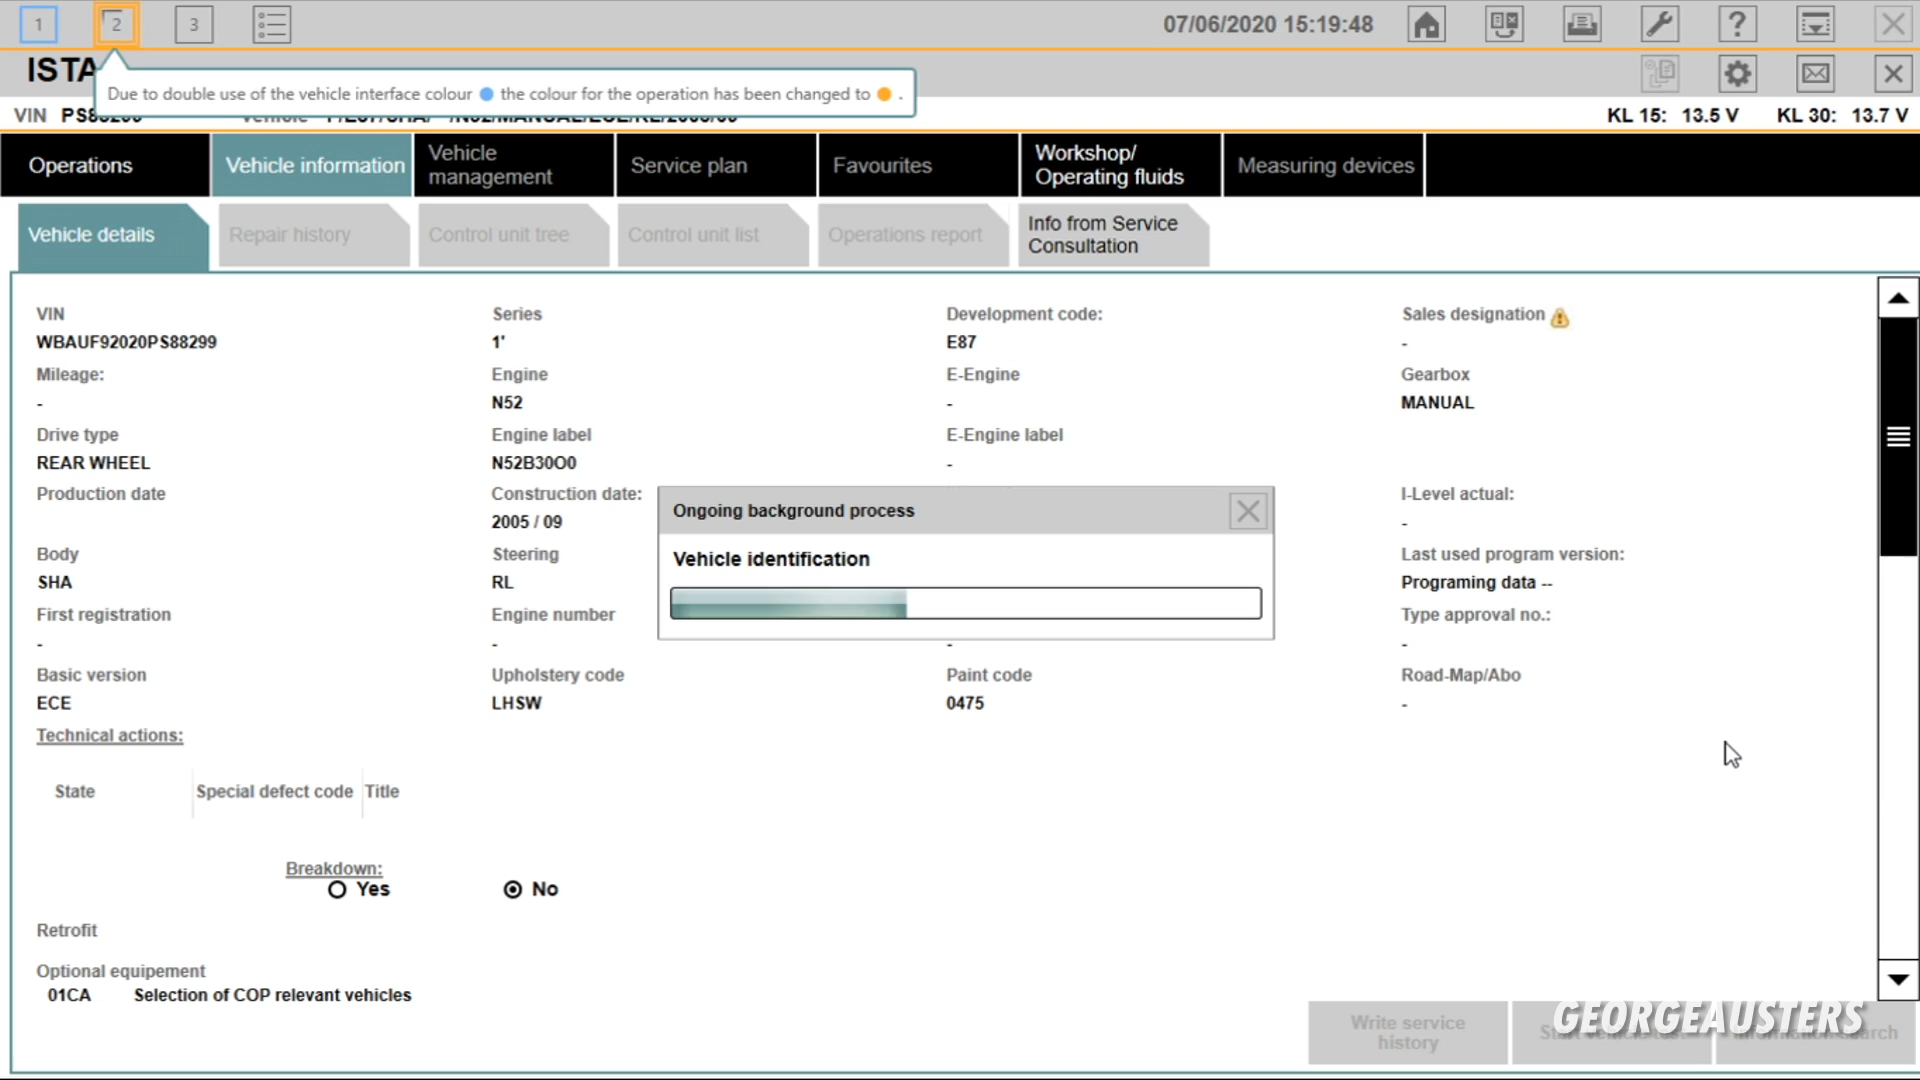 1 2 3
07/06/2020 15:19:48
ISTA
Due to double use of the vehicle interface colour the colour for the operation has been changed to .
VIN
KL 15: 13.5 V KL 30: 13.7 V
Operations
Vehicle information
Vehicle
management
Service plan
Favourites
Workshop/
Operating fluids
Measuring devices
Vehicle details
Repair history
Control unit tree
Control unit list
Operations report
Info from Service
Consultation
VIN Series Development code: Sales designation
WBAUF92020PS88299 1' E87 -
Mileage: Engine E-Engine Gearbox
- N52 - MANUAL
Drive type Engine label E-Engine label
REAR WHEEL N52B30O0 -
Production date Construction date: I-Level actual:
2005 / 09 -
Body Steering Last used program version:
SHA RL Programing data --
First registration Engine number Type approval no.:
- - - -
Basic version Upholstery code Paint code Road-Map/Abo
ECE LHSW 0475 -
Ongoing background process
Vehicle identification
Technical actions:
State Special defect code Title
Breakdown:
Yes No
Retrofit
Optional equipement
01CA Selection of COP relevant vehicles
Write service
history
GEORGEAUSTERS